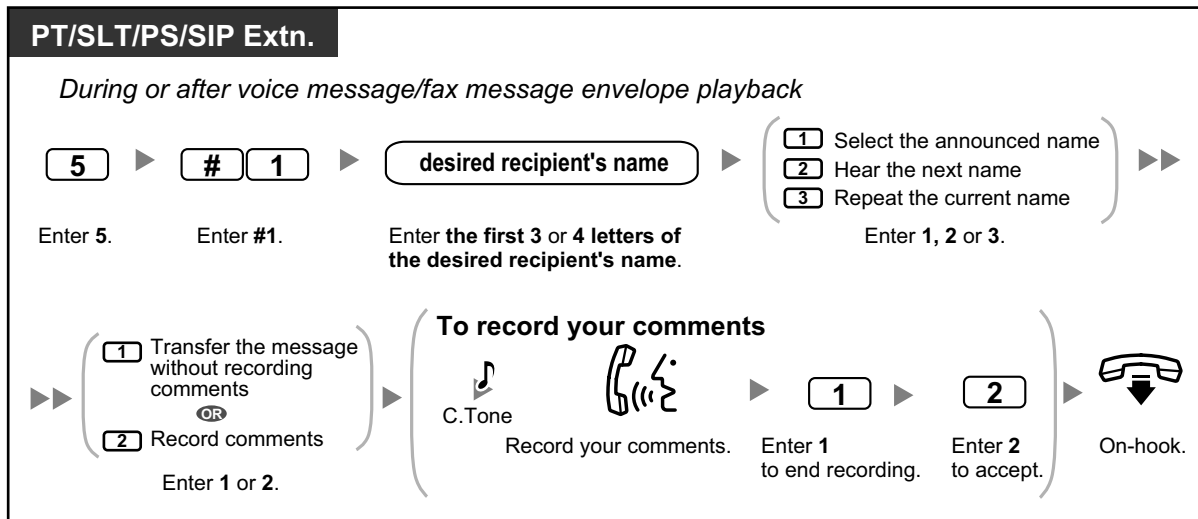 PT/SLT/PS/SIP Extn.
During or after voice message/fax message envelope playback
5
# 1
desired recipient's name
1 Select the announced name
2 Hear the next name
3 Repeat the current name
Enter 5.
Enter #1.
Enter the first 3 or 4 letters of
the desired recipient's name.
Enter 1, 2 or 3.
1 Transfer the message
without recording
comments
OR
2 Record comments
Enter 1 or 2.
To record your comments
C.Tone
Record your comments.
1
Enter 1
to end recording.
2
Enter 2
to accept.
On-hook.